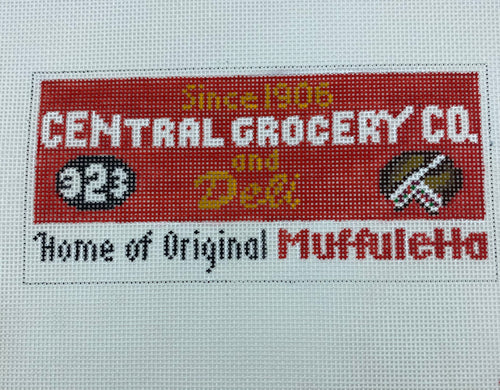 Since 1906
CENTRAL GROCERY CO.
and
923
Deli
Home of Original Muffuletta